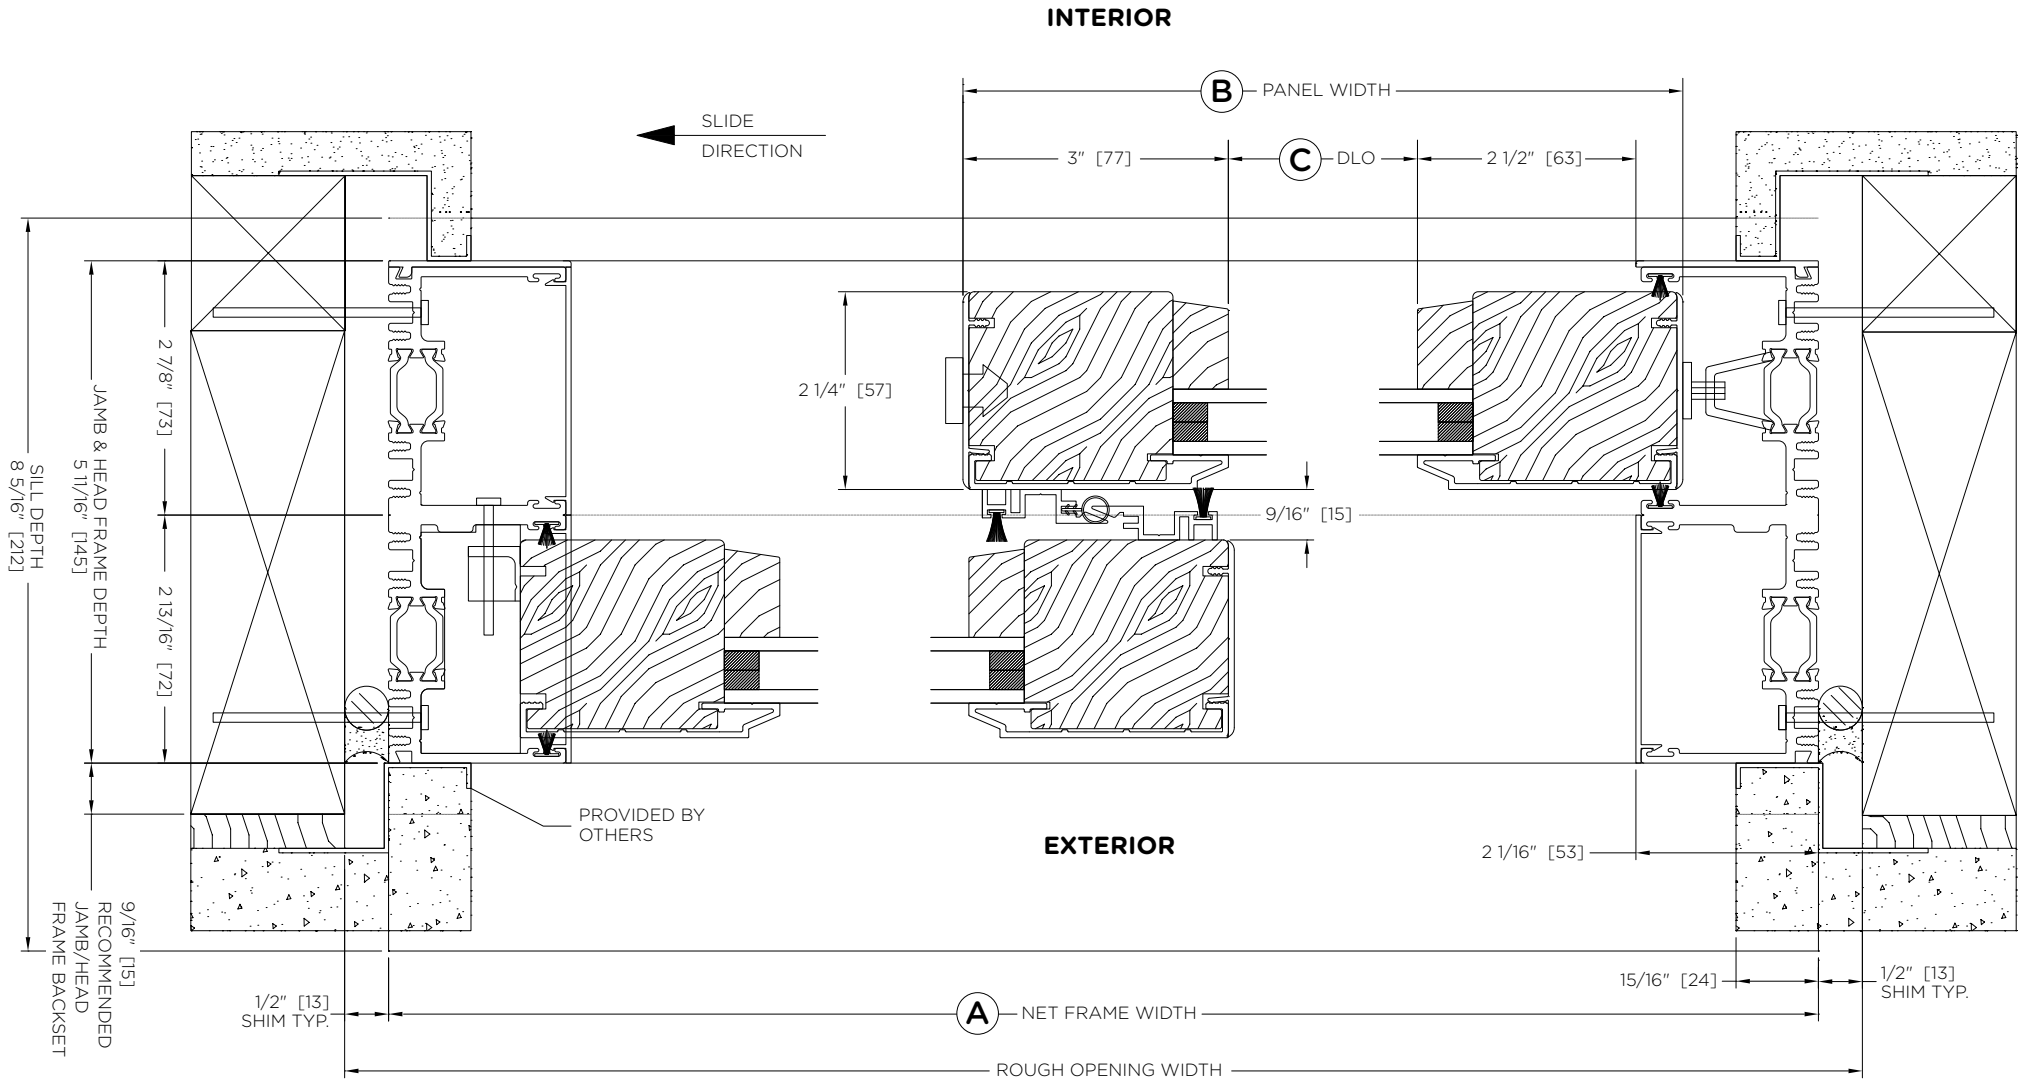 INTERIOR
B PANEL WIDTH
SLIDE
DIRECTION
3" [77]
C DLO
2 1/2" [63]
2 1/4" [57]
9/16" [15]
2 7/8" [73]
2 13/16" [72]
JAMB & HEAD FRAME DEPTH
5 11/16" [145]
SILL DEPTH
8 5/16" [212]
PROVIDED BY
OTHERS
EXTERIOR
2 1/16" [53]
9/16" [15]
RECOMMENDED
JAMB/HEAD
FRAME BACKSET
1/2" [13]
SHIM TYP.
A NET FRAME WIDTH
15/16" [24]
1/2" [13]
SHIM TYP.
ROUGH OPENING WIDTH